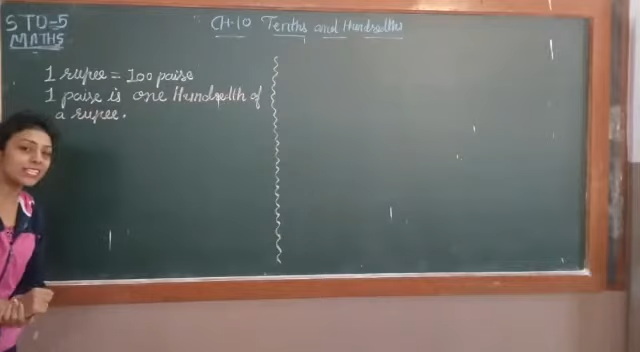 STD-5
MATHS
CH-10 Tenths and Hundredths
1 rupee = 100 paise
1 paise is one Hundredth of
a rupee.